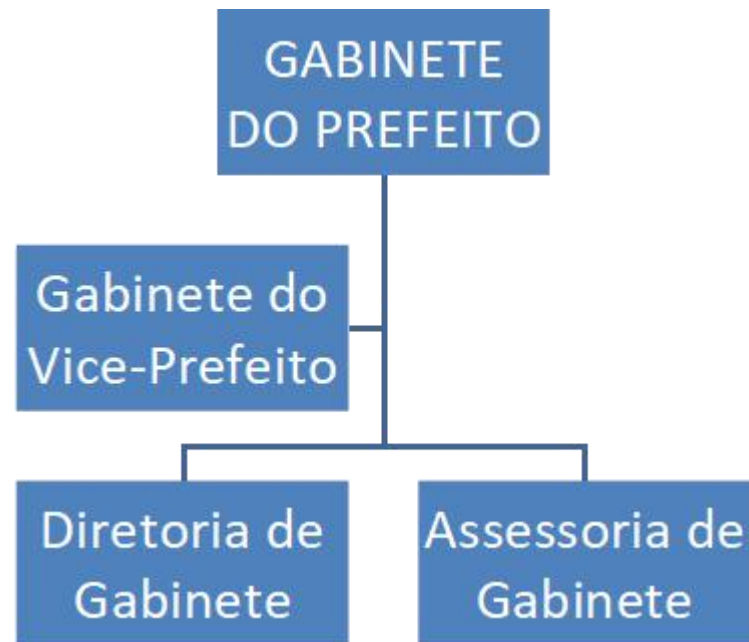 GABINETE
DO PREFEITO
Gabinete do
Vice-Prefeito
Diretoria de
Gabinete
Assessoria de
Gabinete